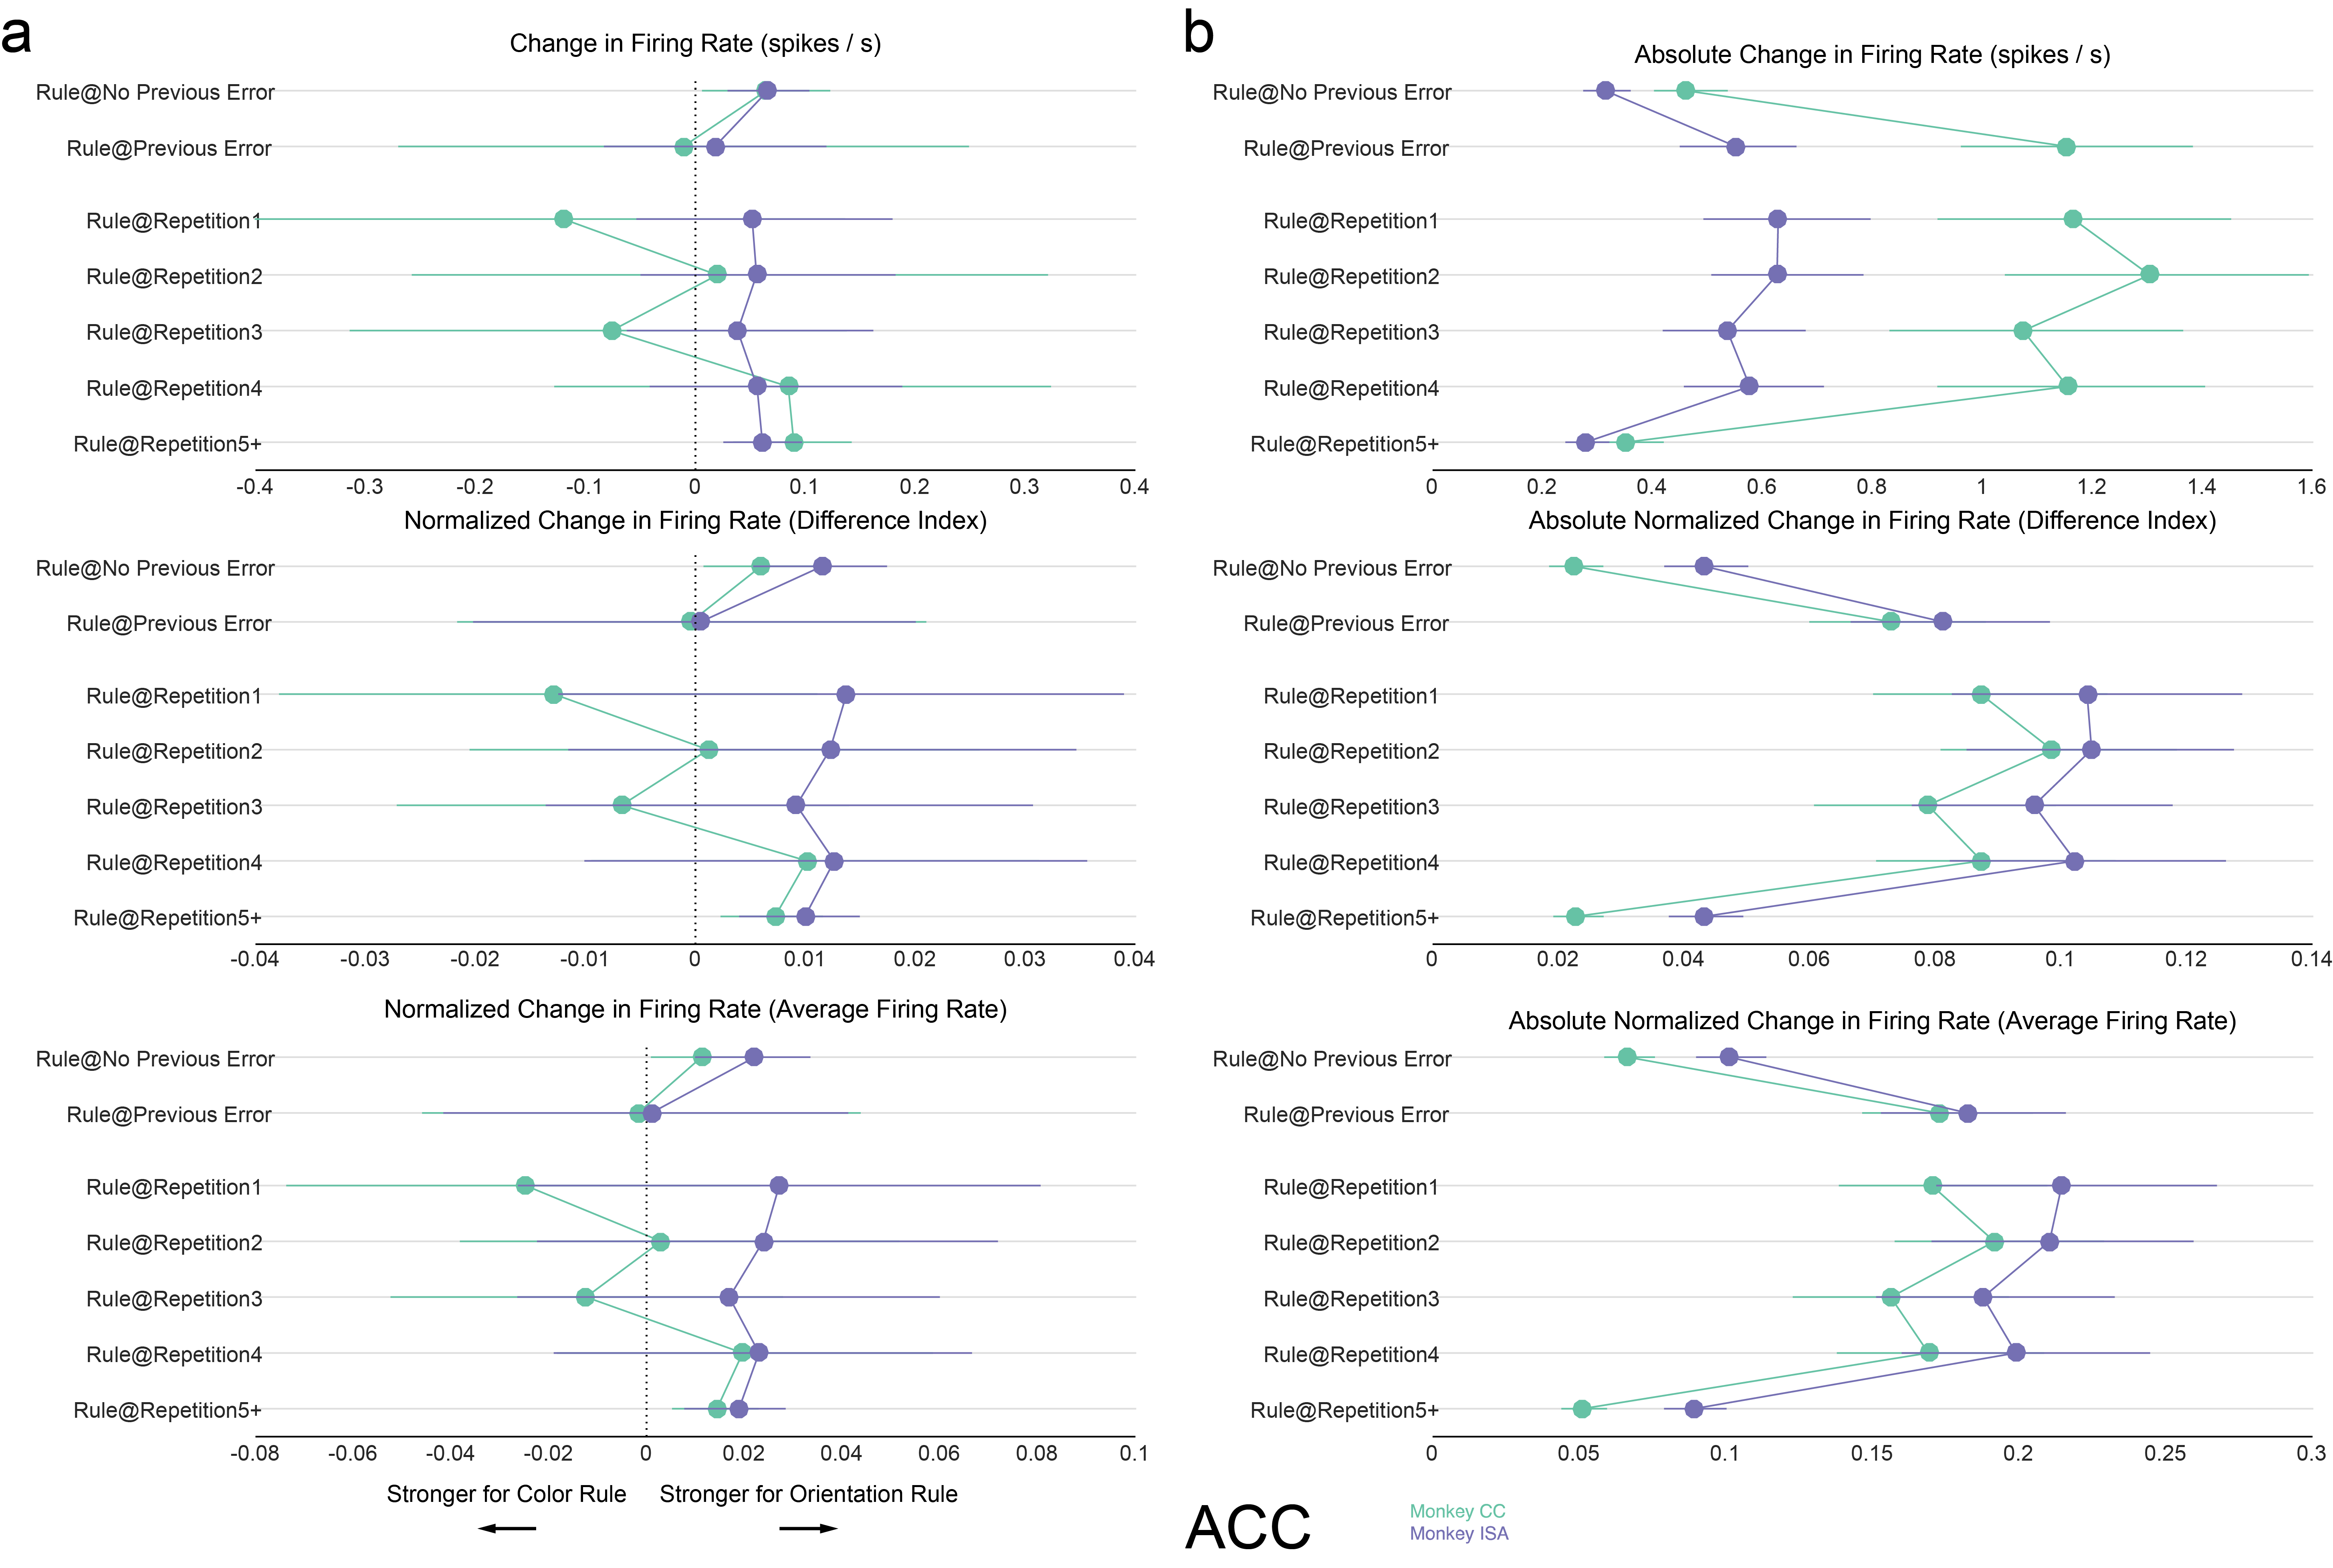 a
Change in Firing Rate (spikes / s)
Rule@No Previous Error
Rule@Previous Error
Rule@Repetition1
Rule@Repetition2
Rule@Repetition3
Rule@Repetition4
Rule@Repetition5+
-0.4 -0.3 -0.2 -0.1 0 0.1 0.2 0.3 0.4
Normalized Change in Firing Rate (Difference Index)
Rule@No Previous Error
Rule@Previous Error
Rule@Repetition1
Rule@Repetition2
Rule@Repetition3
Rule@Repetition4
Rule@Repetition5+
-0.04 -0.03 -0.02 -0.01 0 0.01 0.02 0.03 0.04
Normalized Change in Firing Rate (Average Firing Rate)
Rule@No Previous Error
Rule@Previous Error
Rule@Repetition1
Rule@Repetition2
Rule@Repetition3
Rule@Repetition4
Rule@Repetition5+
-0.08 -0.06 -0.04 -0.02 0 0.02 0.04 0.06 0.08 0.1
Stronger for Color Rule Stronger for Orientation Rule
b
Absolute Change in Firing Rate (spikes / s)
Rule@No Previous Error
Rule@Previous Error
Rule@Repetition1
Rule@Repetition2
Rule@Repetition3
Rule@Repetition4
Rule@Repetition5+
0 0.2 0.4 0.6 0.8 1 1.2 1.4 1.6
Absolute Normalized Change in Firing Rate (Difference Index)
Rule@No Previous Error
Rule@Previous Error
Rule@Repetition1
Rule@Repetition2
Rule@Repetition3
Rule@Repetition4
Rule@Repetition5+
0 0.02 0.04 0.06 0.08 0.1 0.12 0.14
Absolute Normalized Change in Firing Rate (Average Firing Rate)
Rule@No Previous Error
Rule@Previous Error
Rule@Repetition1
Rule@Repetition2
Rule@Repetition3
Rule@Repetition4
Rule@Repetition5+
0 0.05 0.1 0.15 0.2 0.25 0.3
ACC
Monkey CC
Monkey ISA